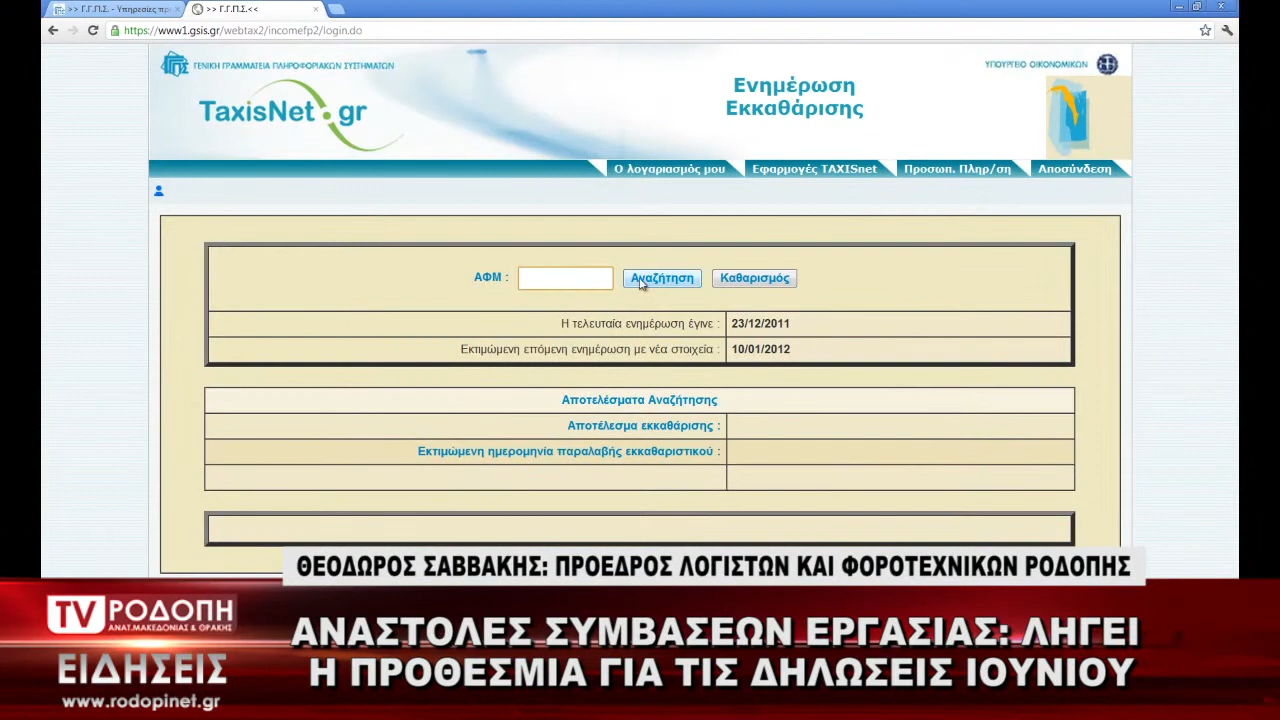 >> Γ.Γ.Π.Σ. - Υπηρεσίες προ
>> Γ.Γ.Π.Σ.<<
https://www1.gsis.gr/webtax2/incomefp2/login.do
ΓΕΝΙΚΗ ΓΡΑΜΜΑΤΕΙΑ ΠΛΗΡΟΦΟΡΙΑΚΩΝ ΣΥΣΤΗΜΑΤΩΝ
ΥΠΟΥΡΓΕΙΟ ΟΙΚΟΝΟΜΙΚΩΝ
TaxisNet.gr
Ενημέρωση
Εκκαθάρισης
Ο λογαριασμός μου Εφαρμογές TAXISnet Προσωπ. Πληρ/ση Αποσύνδεση
ΑΦΜ : Αναζήτηση Καθαρισμός
Η τελευταία ενημέρωση έγινε : 23/12/2011
Εκτιμώμενη επόμενη ενημέρωση με νέα στοιχεία : 10/01/2012
Αποτελέσματα Αναζήτησης
Αποτέλεσμα εκκαθάρισης :
Εκτιμώμενη ημερομηνία παραλαβής εκκαθαριστικού :
ΘΕΟΔΩΡΟΣ ΣΑΒΒΑΚΗΣ: ΠΡΟΕΔΡΟΣ ΛΟΓΙΣΤΩΝ ΚΑΙ ΦΟΡΟΤΕΧΝΙΚΩΝ ΡΟΔΟΠΗΣ
TV ΡΟΔΟΠΗ
ΑΝΑΤ.ΜΑΚΕΔΟΝΙΑΣ & ΘΡΑΚΗΣ
ΕΙΔΗΣΕΙΣ
www.rodopinet.gr
ΑΝΑΣΤΟΛΕΣ ΣΥΜΒΑΣΕΩΝ ΕΡΓΑΣΙΑΣ: ΛΗΓΕΙ
Η ΠΡΟΘΕΣΜΙΑ ΓΙΑ ΤΙΣ ΔΗΛΩΣΕΙΣ ΙΟΥΝΙΟΥ